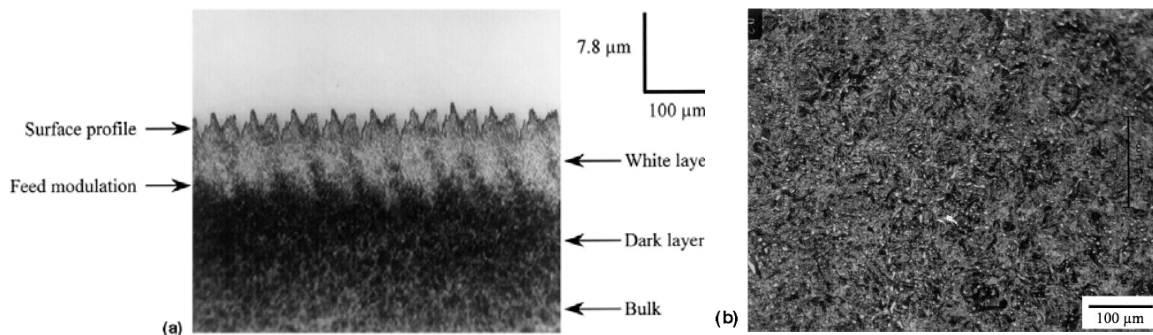 7.8 µm
100 µm
Surface profile
White laye
Feed modulation
Dark layer
Bulk
(a)
(b)
100 µm